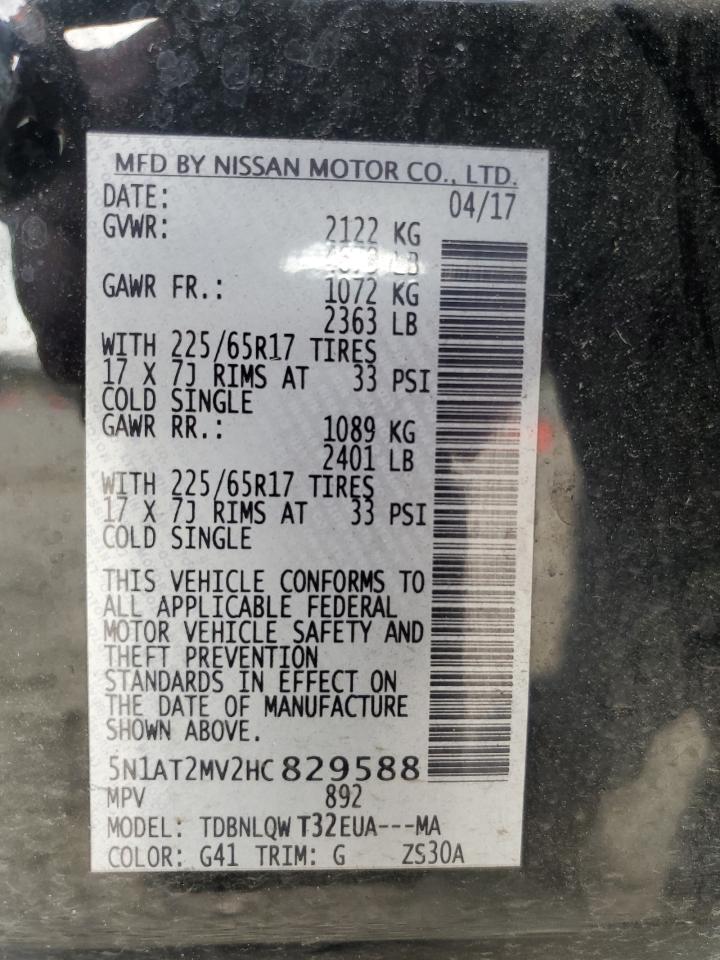 MFD BY NISSAN MOTOR CO., LTD.
DATE: 04/17
GVWR: 2122 KG
LB
GAWR FR.: 1072 KG
2363 LB
WITH 225/65R17 TIRES
17 X 7J RIMS AT 33 PSI
COLD SINGLE
GAWR RR.: 1089 KG
2401 LB
WITH 225/65R17 TIRES
17 X 7J RIMS AT 33 PSI
COLD SINGLE
THIS VEHICLE CONFORMS TO
ALL APPLICABLE FEDERAL
MOTOR VEHICLE SAFETY AND
THEFT PREVENTION
STANDARDS IN EFFECT ON
THE DATE OF MANUFACTURE
SHOWN ABOVE.
5N1AT2MV2HC829588
MPV 892
MODEL: TDBNLQW T32EUA---MA
COLOR: G41 TRIM: G ZS30A